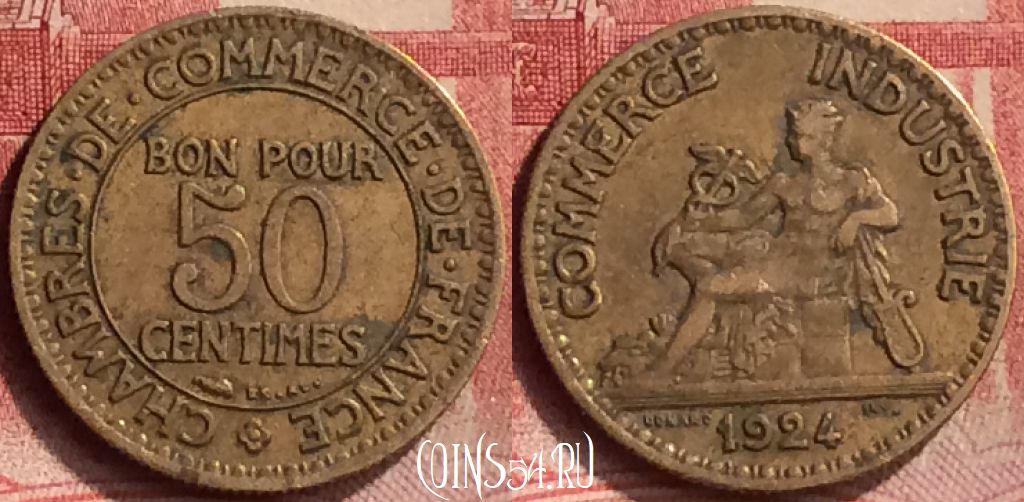 CHAMBRES · DE · COMMERCE · DE · FRANCE
BON POUR
50
CENTIMES
COMMERCE INDUSTRIE
1924
COINS54.RU